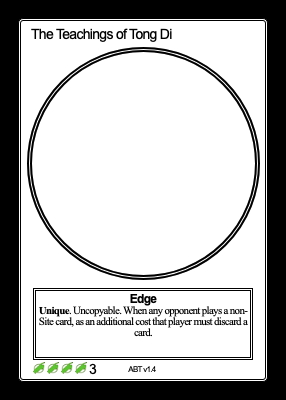 The Teachings of Tong Di
Edge
Unique. Uncopyable. When any opponent plays a non-
Site card, as an additional cost that player must discard a
card.
3
ABT v1.4